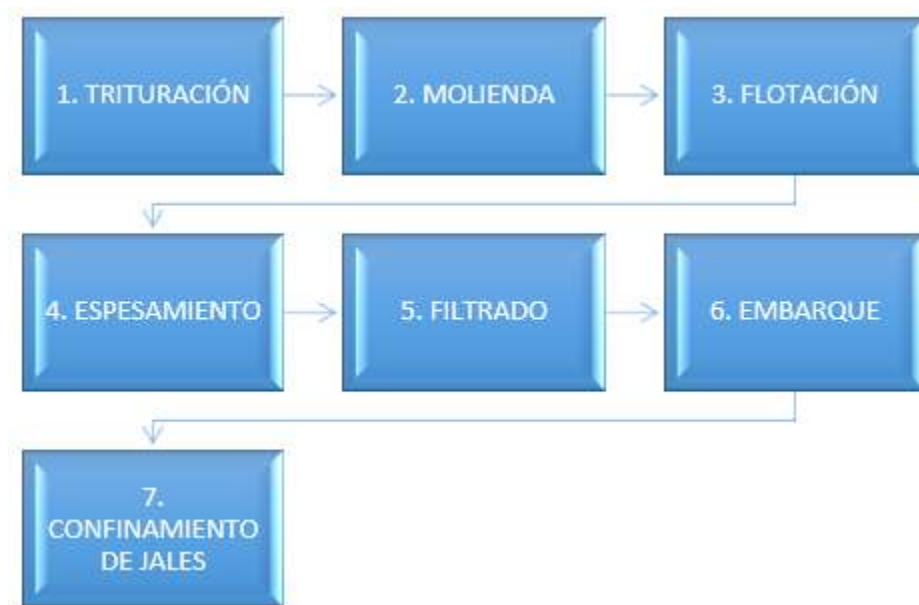 1. TRITURACIÓN
2. MOLIENDA
3. FLOTACIÓN
4. ESPESAMIENTO
5. FILTRADO
6. EMBARQUE
7.
CONFINAMIENTO
DE JALES